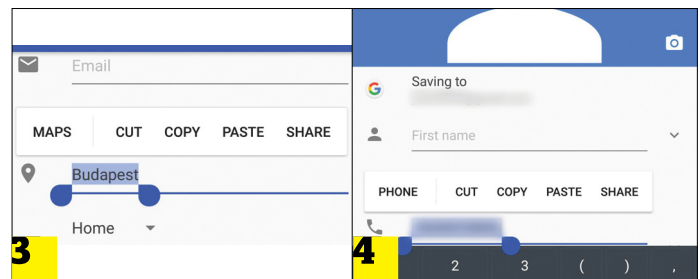 Email
MAPS CUT COPY PASTE SHARE
Budapest
Home
3
G
Saving to
First name
PHONE CUT COPY PASTE SHARE
4
2 3 ( ) ,